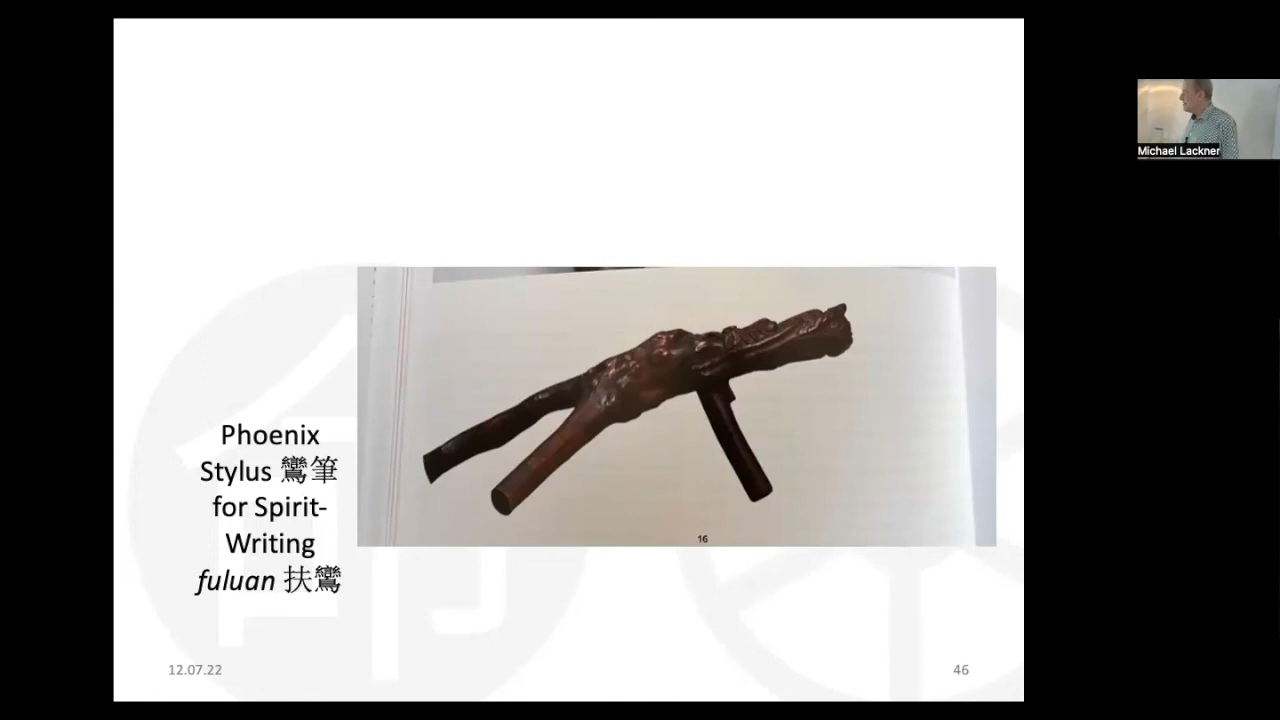 Phoenix
Stylus 鸞筆
for Spirit-
Writing
fuluan 扶鸞
16
12.07.22
46
Michael Lackner